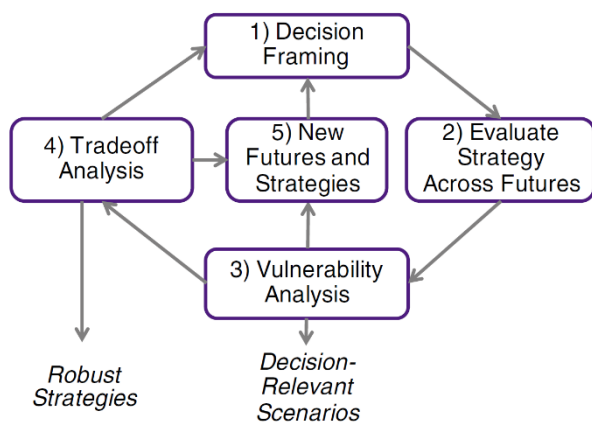 1) Decision
Framing
4) Tradeoff
Analysis
5) New
Futures and
Strategies
2) Evaluate
Strategy
Across Futures
3) Vulnerability
Analysis
Robust
Strategies
Decision-
Relevant
Scenarios